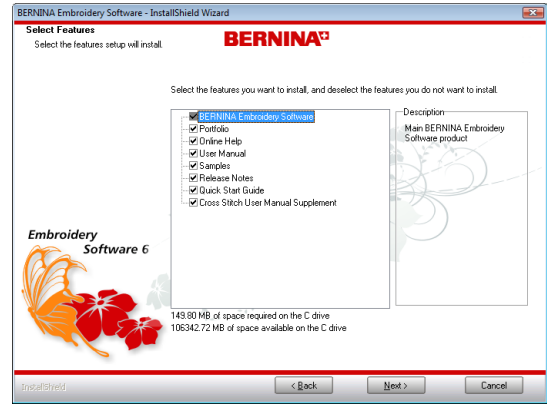 BERNINA Embroidery Software - InstallShield Wizard
Select Features
Select the features setup will install.
BERNINA
Select the features you want to install, and deselect the features you do not want to install.
BERNINA Embroidery Software
Portfolio
Online Help
User Manual
Samples
Release Notes
Quick Start Guide
Cross Stitch User Manual Supplement
Description
Main BERNINA Embroidery
Software product
Embroidery
Software 6
149.80 MB of space required on the C drive
106342.72 MB of space available on the C drive
InstallShield
< Back
Next >
Cancel